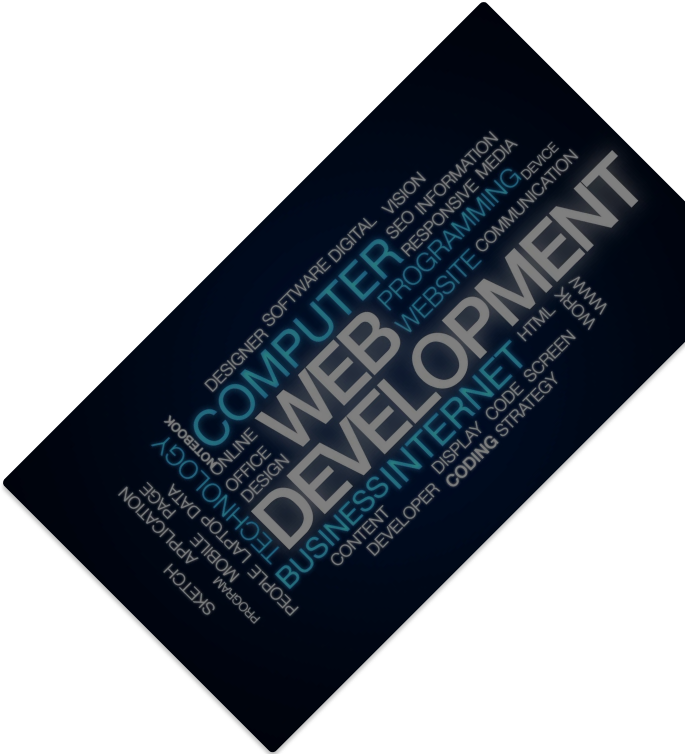 DESIGNER SOFTWARE DIGITAL VISION
SEO INFORMATION
RESPONSIVE MEDIA
COMPUTER
PROGRAMMING
DEVICE
WEBSITE
COMMUNICATION
WEB
DEVELOPMENT
NOTEBOOK
ONLINE
OFFICE
DESIGN
TECHNOLOGY
LAPTOP DATA
PAGE
APPLICATION
MOBILE
PEOPLE
PROGRAM
SKETCH
BUSINESS
INTERNET
HTML
WORK
WWW
CONTENT
DISPLAY CODE SCREEN
DEVELOPER
CODING STRATEGY